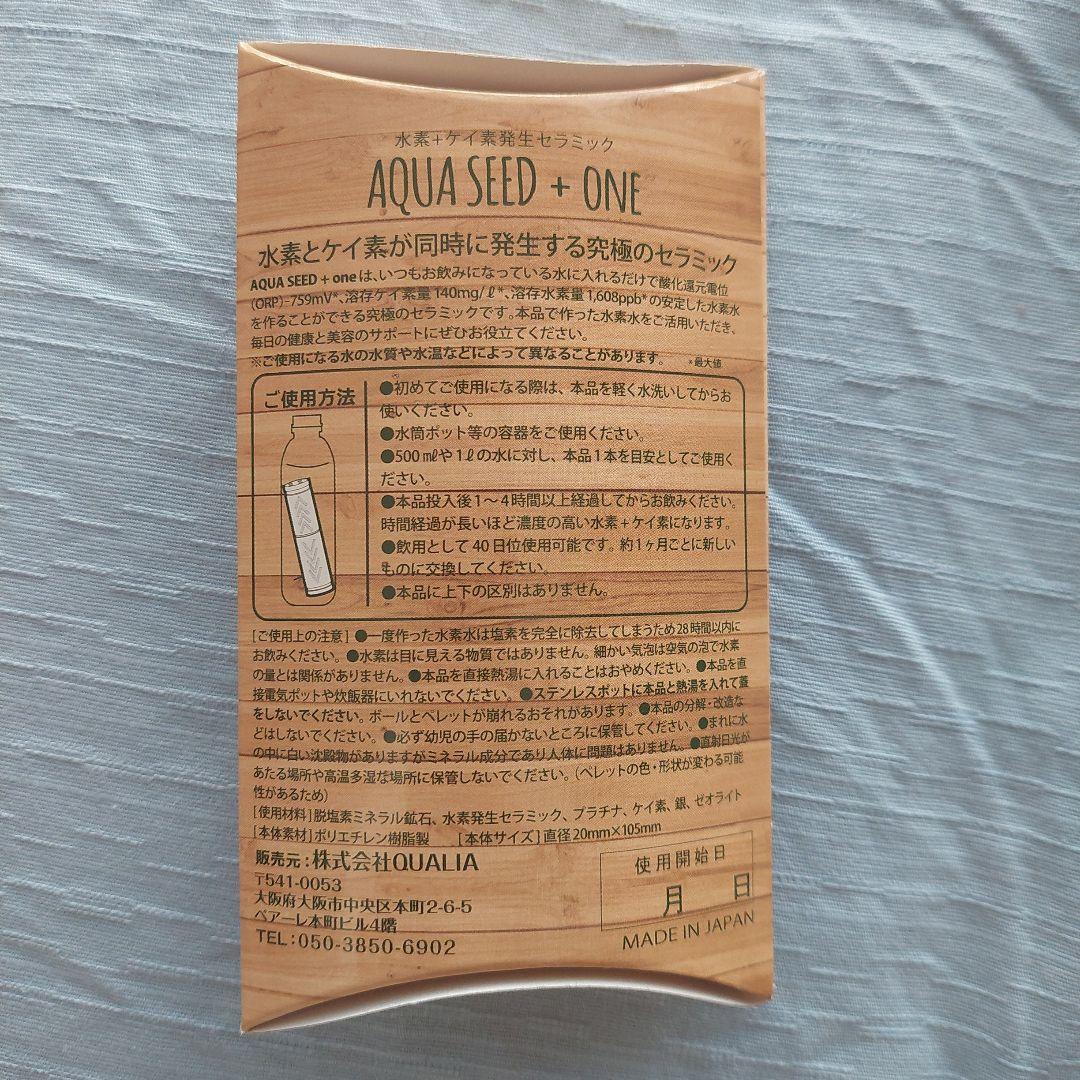 水素+ケイ素発生セラミック
AQUA SEED + ONE
水素とケイ素が同時に発生する究極のセラミック
AQUA SEED + one は、いつもお飲みになっている水に入れるだけで酸化還元電位
(ORP)-759mV*、溶存ケイ素量 140mg/ℓ*、溶存水素量 1,608ppb* の安定した水素水
を作ることができる究極のセラミックです。本品で作った水素水をご活用いただき、
毎日の健康と美容のサポートにぜひお役立てください。
※ご使用になる水の水質や水温などによって異なることがあります。 *最大値
ご使用方法
●初めてご使用になる際は、本品を軽く水洗いしてからお
使いください。
●水筒ポット等の容器をご使用ください。
●500㎖や1ℓの水に対し、本品1本を目安としてご使用く
ださい。
●本品投入後1〜4時間以上経過してからお飲みください。
時間経過が長いほど濃度の高い水素+ケイ素になります。
●飲用として40日位使用可能です。約1ヶ月ごとに新しい
ものに交換してください。
●本品に上下の区別はありません。
[ご使用上の注意] ●一度作った水素水は塩素を完全に除去してしまうため28時間以内に
お飲みください。●水素は目に見える物質ではありません。細かい気泡は空気の泡で水素
の量とは関係がありません。●本品を直接熱湯に入れることはおやめください。●本品を直
接電気ポットや炊飯器にいれないでください。●ステンレスポットに本品と熱湯を入れて蓋
をしないでください。ボールとペレットが崩れるおそれがあります。●本品の分解・改造な
どはしないでください。●必ず幼児の手の届かないところに保管してください。●まれに水
の中に白い沈殿物がありますがミネラル成分であり人体に問題はありません。●直射日光が
あたる場所や高温多湿な場所に保管しないでください。(ペレットの色・形状が変わる可能
性があるため)
[使用材料] 脱塩素ミネラル鉱石、水素発生セラミック、プラチナ、ケイ素、銀、ゼオライト
[本体素材] ポリエチレン樹脂製 [本体サイズ] 直径20mm×105mm
販売元:株式会社QUALIA
〒541-0053
大阪府大阪市中央区本町2-6-5
ベアーレ本町ビル4階
TEL:050-3850-6902
使用開始日
月 日
MADE IN JAPAN